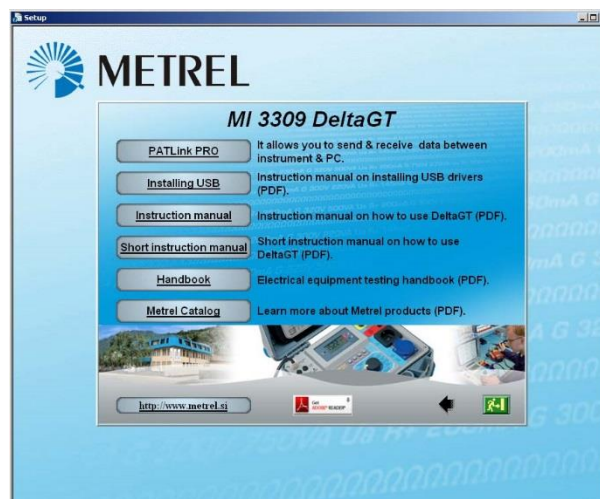 Setup
METREL
MI 3309 DeltaGT
PATLink PRO
It allows you to send & receive data between
instrument & PC.
Installing USB
Instruction manual on installing USB drivers
(PDF).
Instruction manual
Instruction manual on how to use DeltaGT (PDF).
Short instruction manual
Short instruction manual on how to use
DeltaGT (PDF).
Handbook
Electrical equipment testing handbook (PDF).
Metrel Catalog
Learn more about Metrel products (PDF).
http://www.metrel.si
Get
ADOBE® READER®